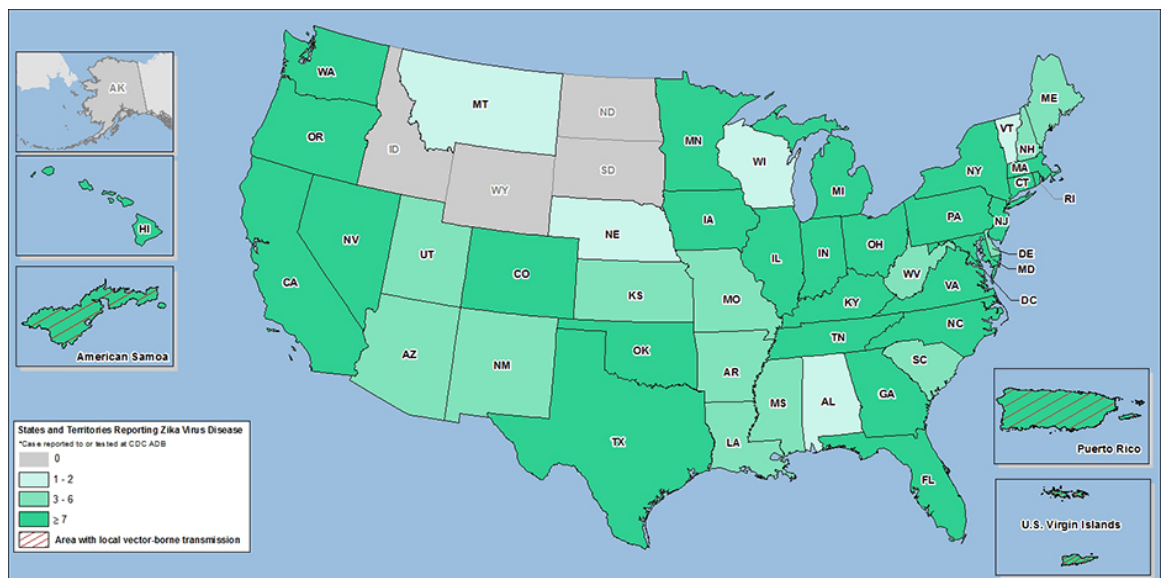 AK
HI
American Samoa
States and Territories Reporting Zika Virus Disease
*Case reported to or tested at CDC ADB
0
1 - 2
3 - 6
≥ 7
Area with local vector-borne transmission
WA
OR
CA
NV
ID
MT
WY
UT
AZ
CO
NM
ND
SD
NE
KS
OK
TX
MN
IA
MO
AR
LA
WI
IL
MS
MI
IN
KY
TN
AL
OH
WV
GA
FL
SC
NC
VA
PA
NY
VT
NH
ME
MA
CT
RI
NJ
DE
MD
DC
Puerto Rico
U.S. Virgin Islands